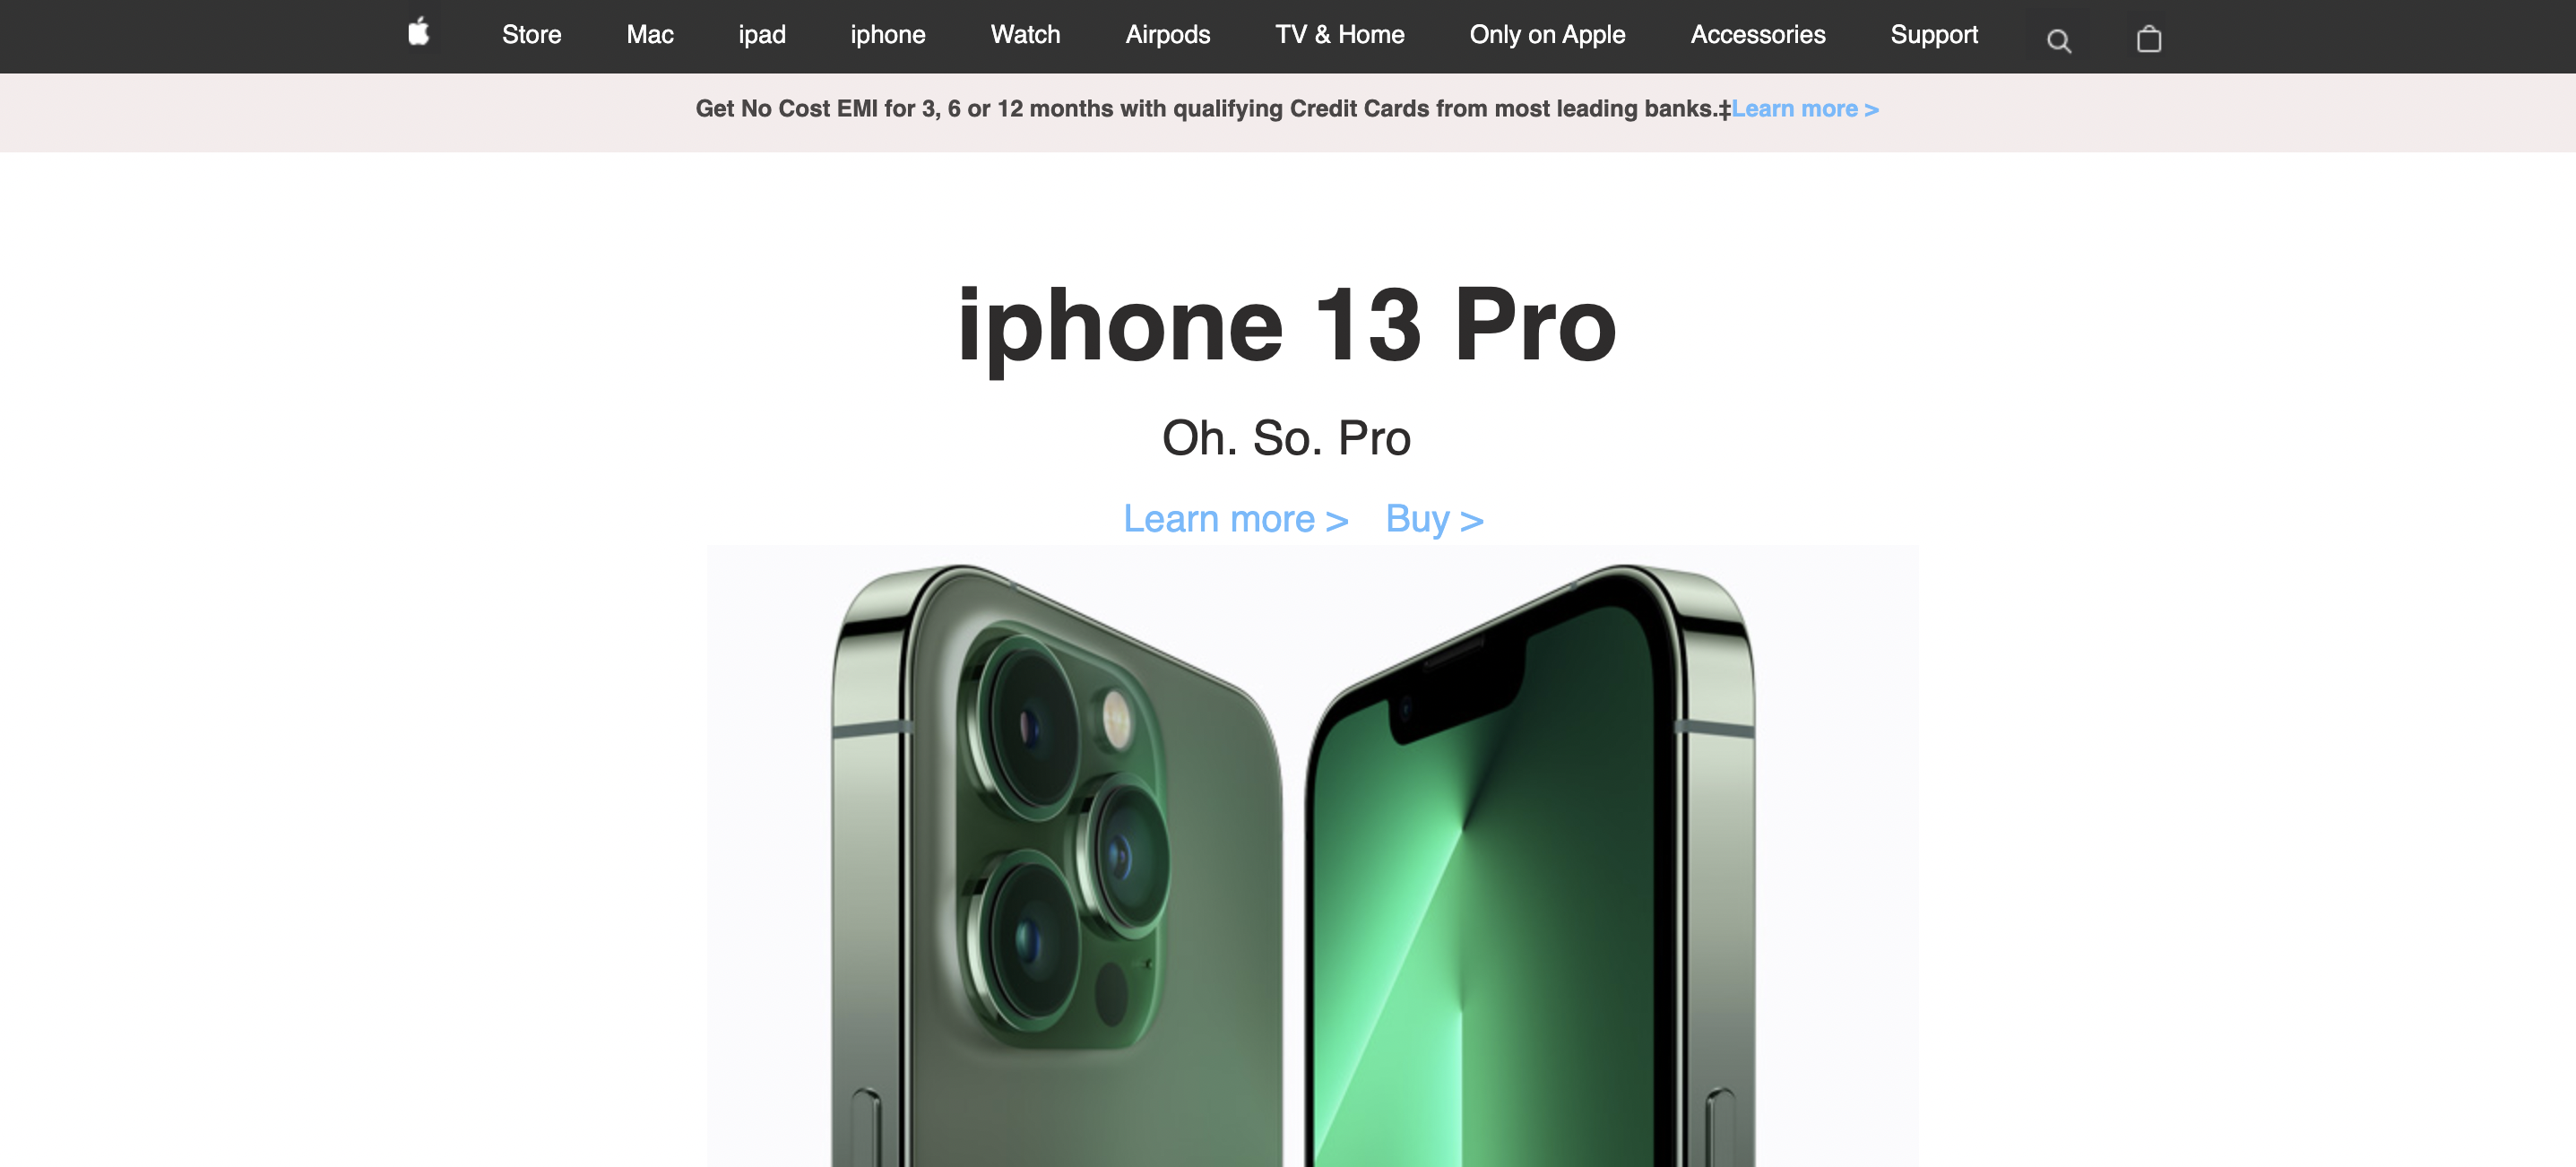 Store Mac ipad iphone Watch Airpods TV & Home Only on Apple Accessories Support
Get No Cost EMI for 3, 6 or 12 months with qualifying Credit Cards from most leading banks.‡Learn more >
iphone 13 Pro
Oh. So. Pro
Learn more > Buy >